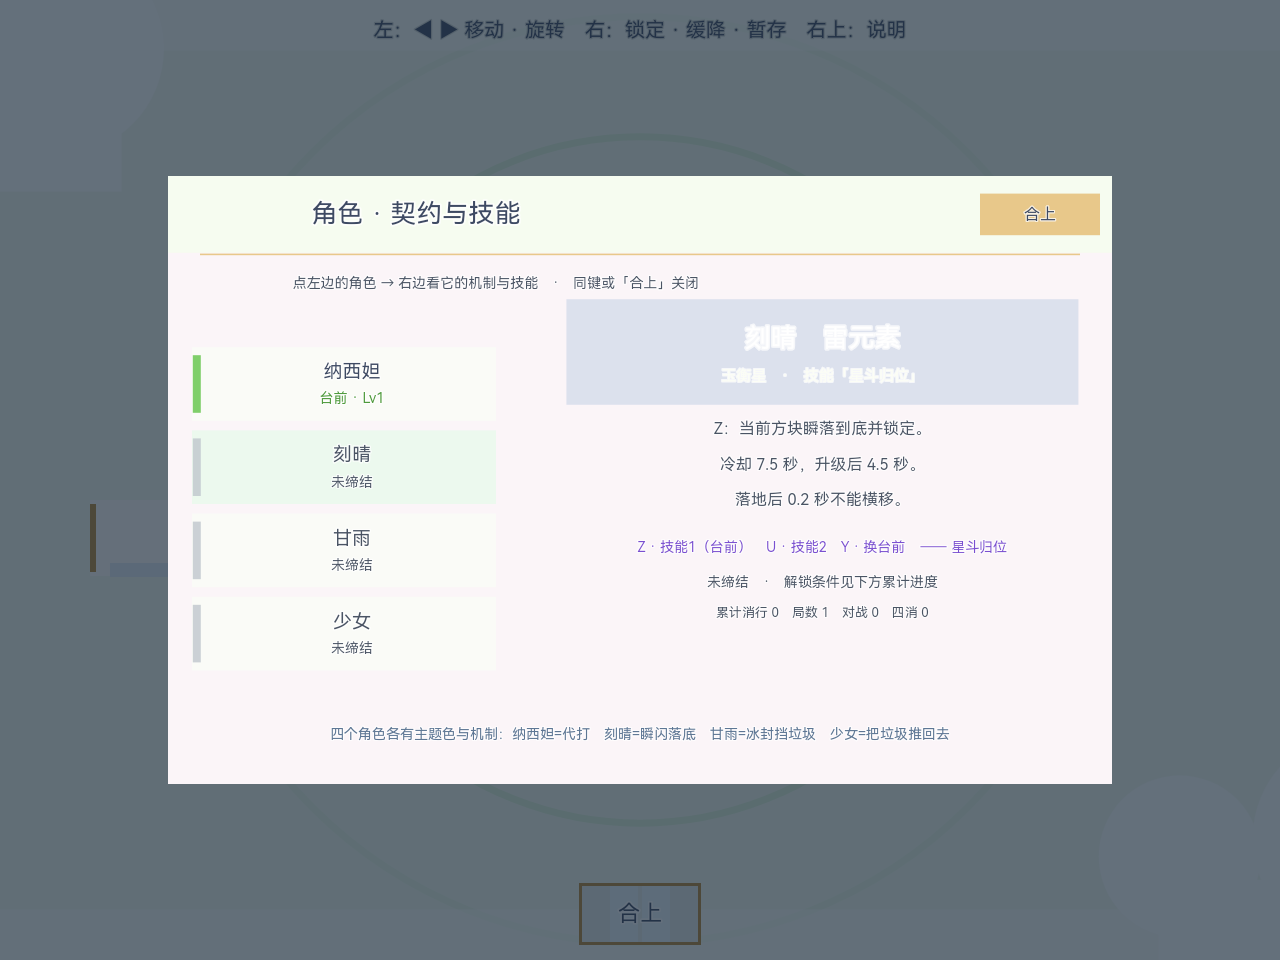 左：◀ ▶ 移动 · 旋转　右：锁定 · 缓降 · 暂存　右上：说明
角色 · 契约与技能
合上
点左边的角色 → 右边看它的机制与技能　·　同键或「合上」关闭
纳西妲
台前 · Lv1
刻晴
未缔结
甘雨
未缔结
少女
未缔结
刻晴　雷元素
玉衡星　·　技能「星斗归位」
Z：当前方块瞬落到底并锁定。
冷却 7.5 秒，升级后 4.5 秒。
落地后 0.2 秒不能横移。
Z · 技能1（台前）　U · 技能2　Y · 换台前　—— 星斗归位
未缔结　·　解锁条件见下方累计进度
累计消行 0　局数 1　对战 0　四消 0
四个角色各有主题色与机制：纳西妲=代打　刻晴=瞬闪落底　甘雨=冰封挡垃圾　少女=把垃圾推回去
合上